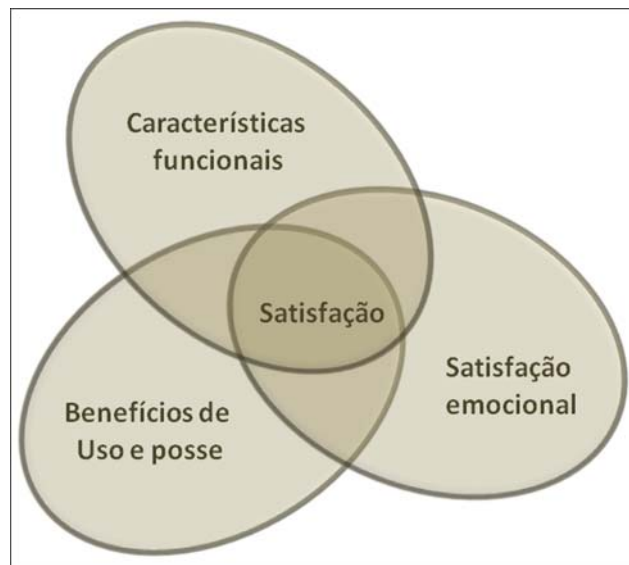 Características
funcionais
Satisfação
Satisfação
emocional
Benefícios de
Uso e posse